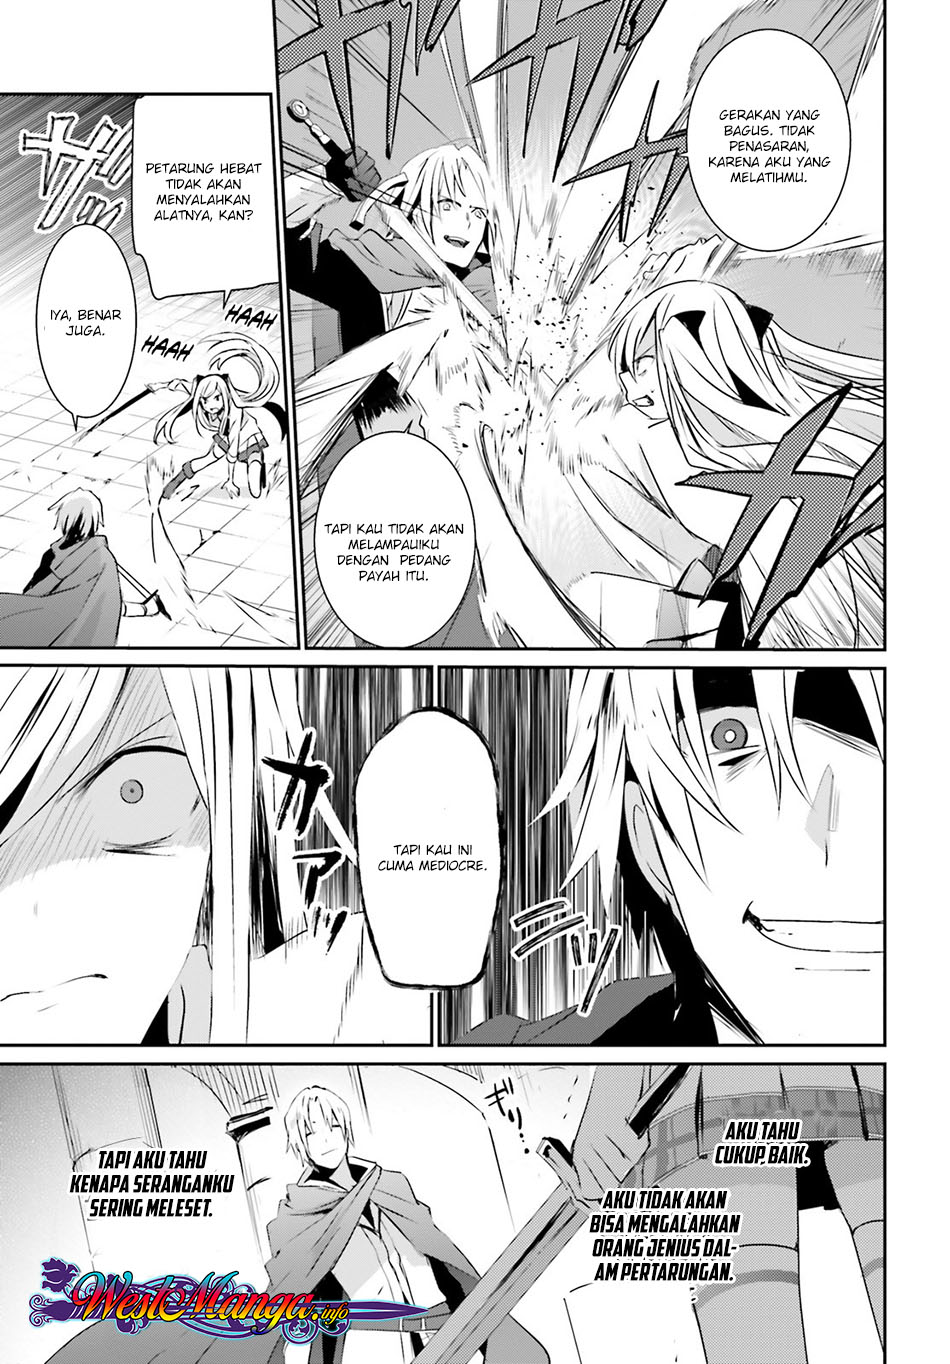 GERAKAN YANG
BAGUS. TIDAK
PENASARAN,
KARENA AKU YANG
MELATIHMU.
TAPI KAU TIDAK AKAN
MELAMPAUIKU
DENGAN PEDANG
PAYAH ITU.
PETARUNG HEBAT
TIDAK AKAN
MENYALAHKAN
ALATNYA, KAN?
HAAH
HAAH
IYA, BENAR
JUGA.
TAPI KAU INI
CUMA MEDIOCRE.
AKU TAHU
CUKUP BAIK.
AKU TIDAK AKAN
BISA MENGALAHKAN
ORANG JENIUS DAL-
AM PERTARUNGAN.
TAPI AKU TAHU
KENAPA SERANGANKU
SERING MELESET.
WestManga.info